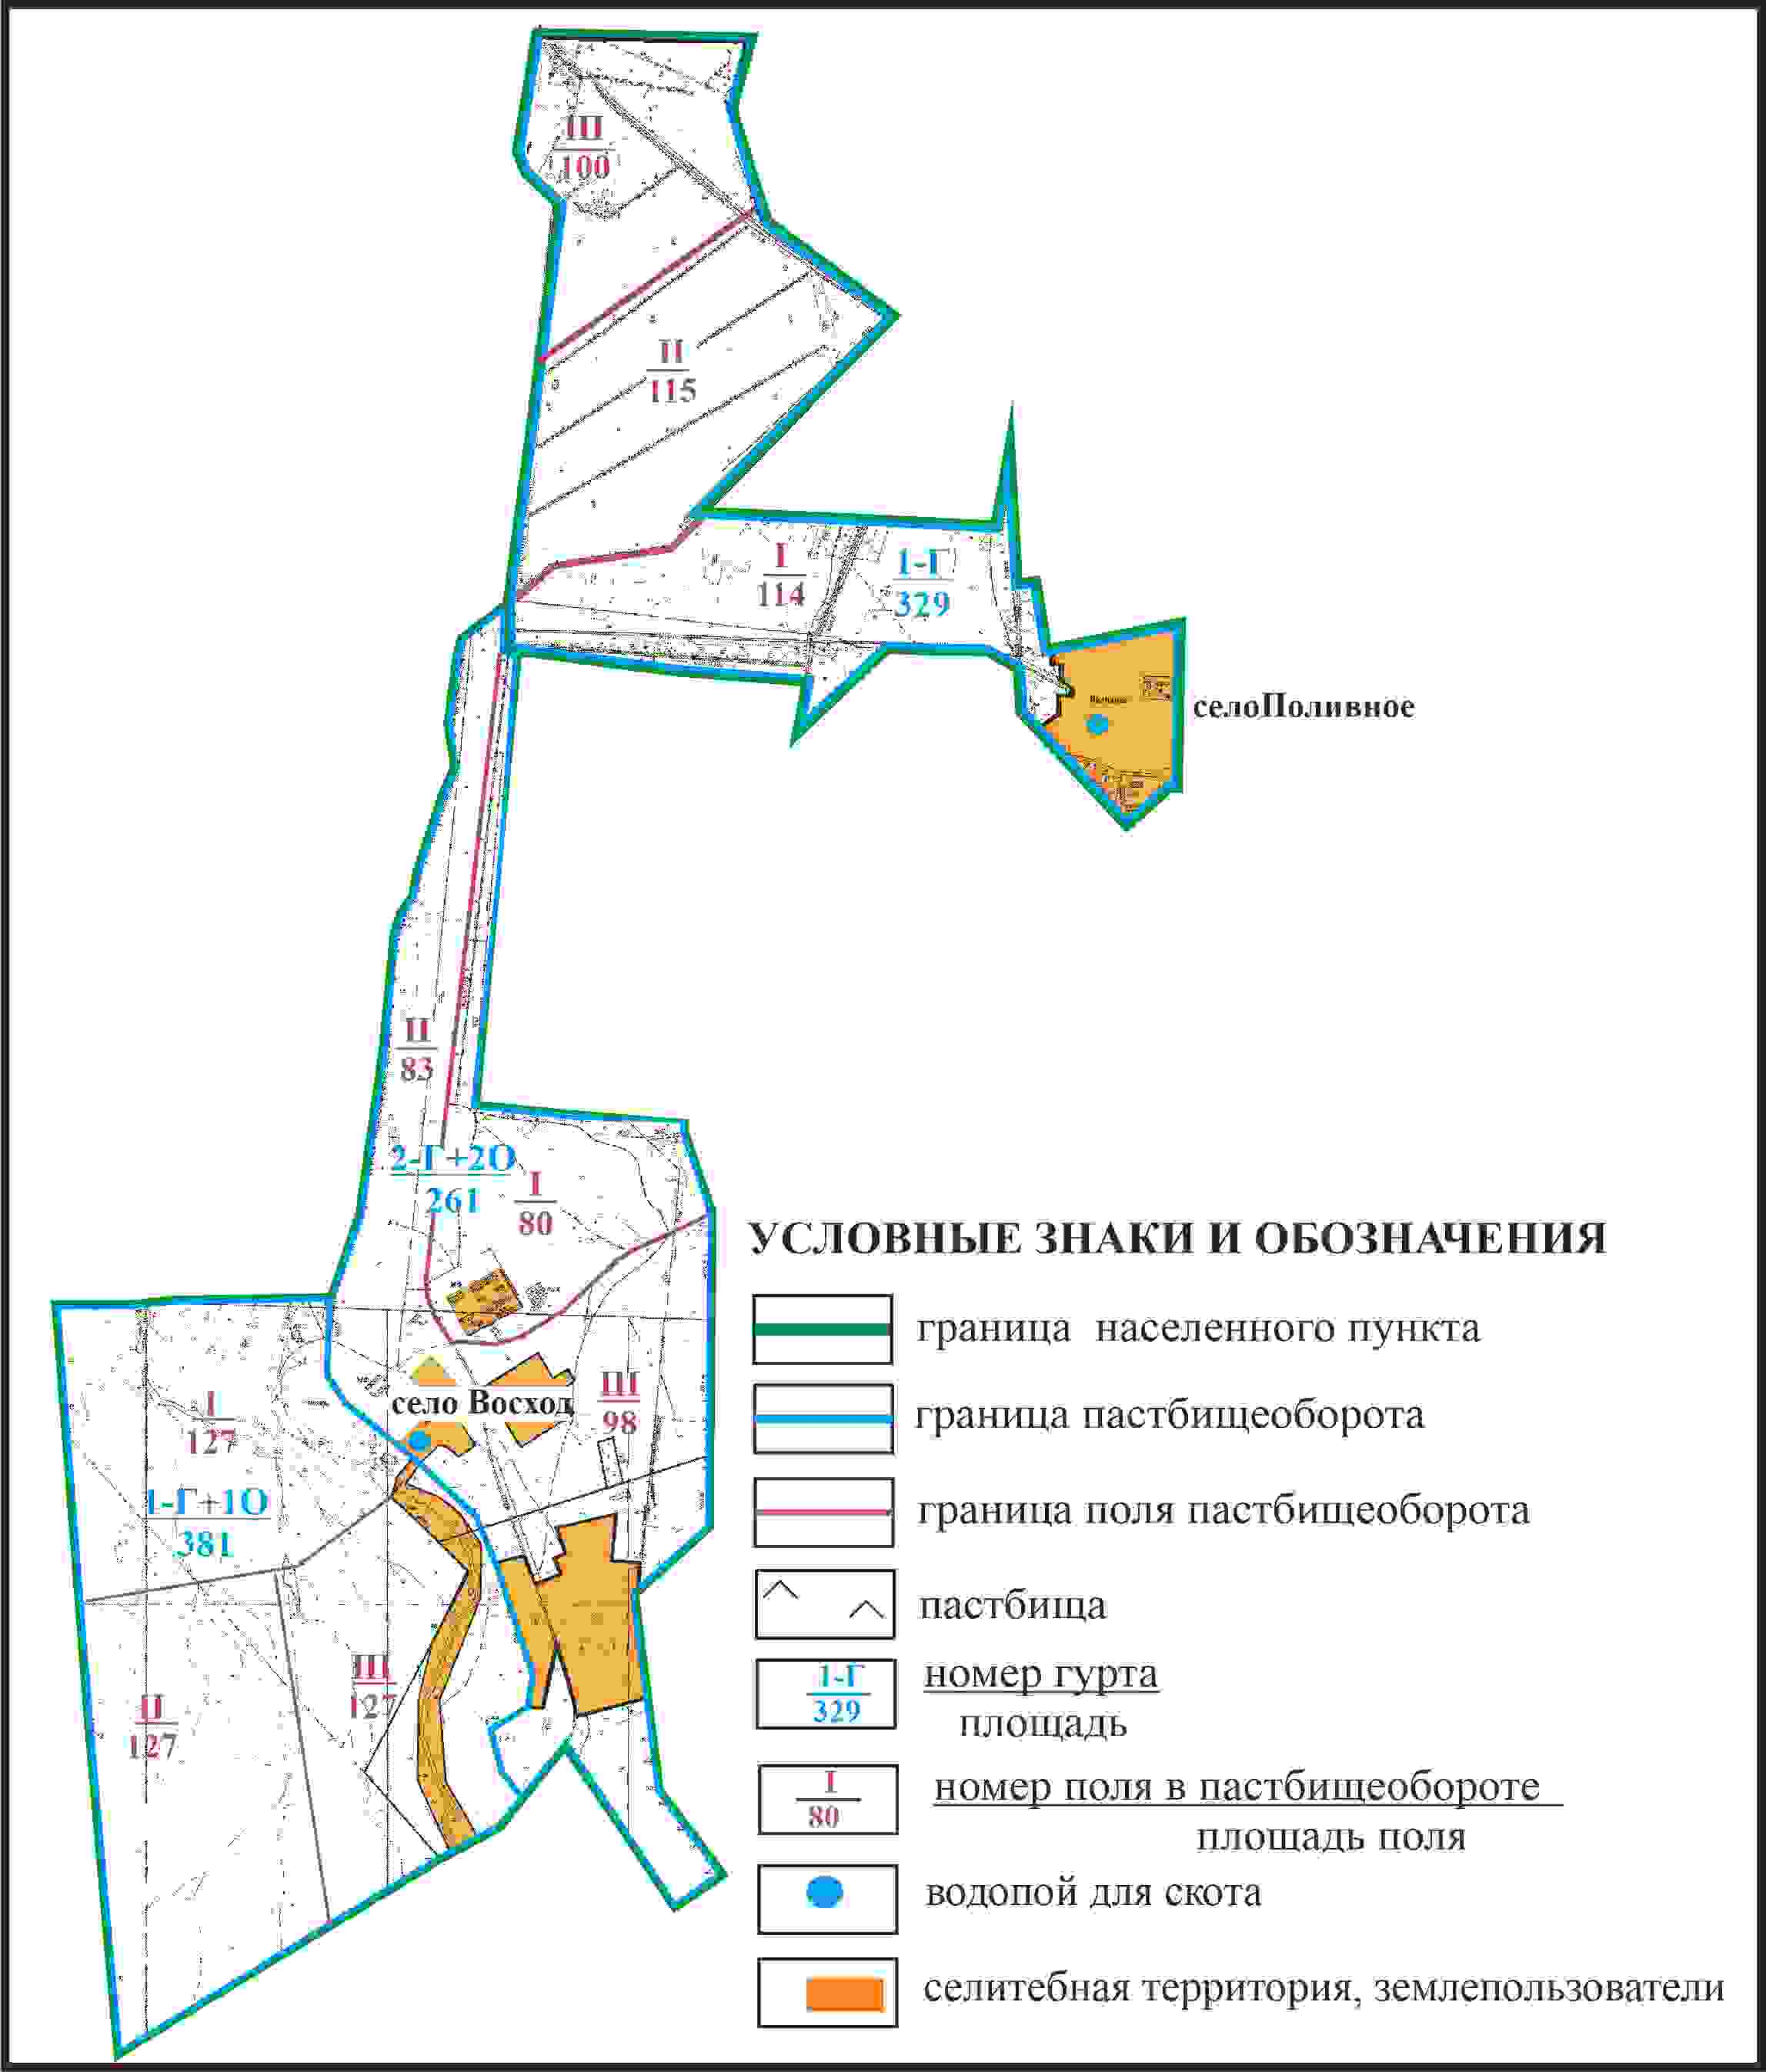 III
100
II
115
I
114
1-Г
329
селоПоливное
II
83
2-Г+2О
261
I
80
село Восход
III
98
I
127
1-Г+1О
381
III
127
II
127
УСЛОВНЫЕ ЗНАКИ И ОБОЗНАЧЕНИЯ
граница населенного пункта
граница пастбищеоборота
граница поля пастбищеоборота
пастбища
1-Г
329
номер гурта
площадь
I
80
номер поля в пастбищеобороте
площадь поля
водопой для скота
селитебная территория, землепользователи